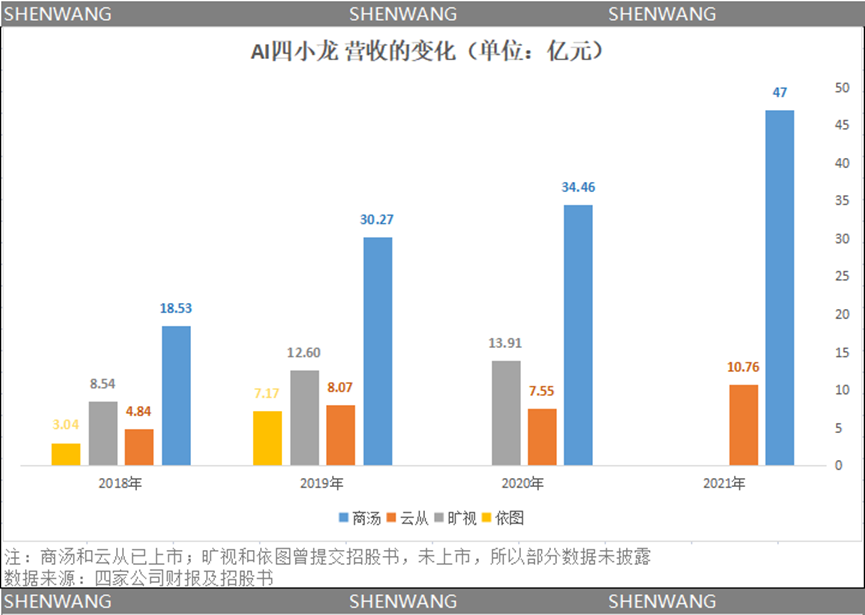 SHENWANG SHENWANG SHENWANG
AI四小龙 营收的变化（单位：亿元）
50
45
40
35
30
25
20
15
10
5
0
3.04 8.54 4.84 18.53
7.17 12.60 8.07 30.27
13.91 7.55 34.46
10.76 47
2018年 2019年 2020年 2021年
商汤 云从 旷视 依图
注：商汤和云从已上市；旷视和依图曾提交招股书，未上市，所以部分数据未披露
数据来源：四家公司财报及招股书
SHENWANG SHENWANG SHENWANG